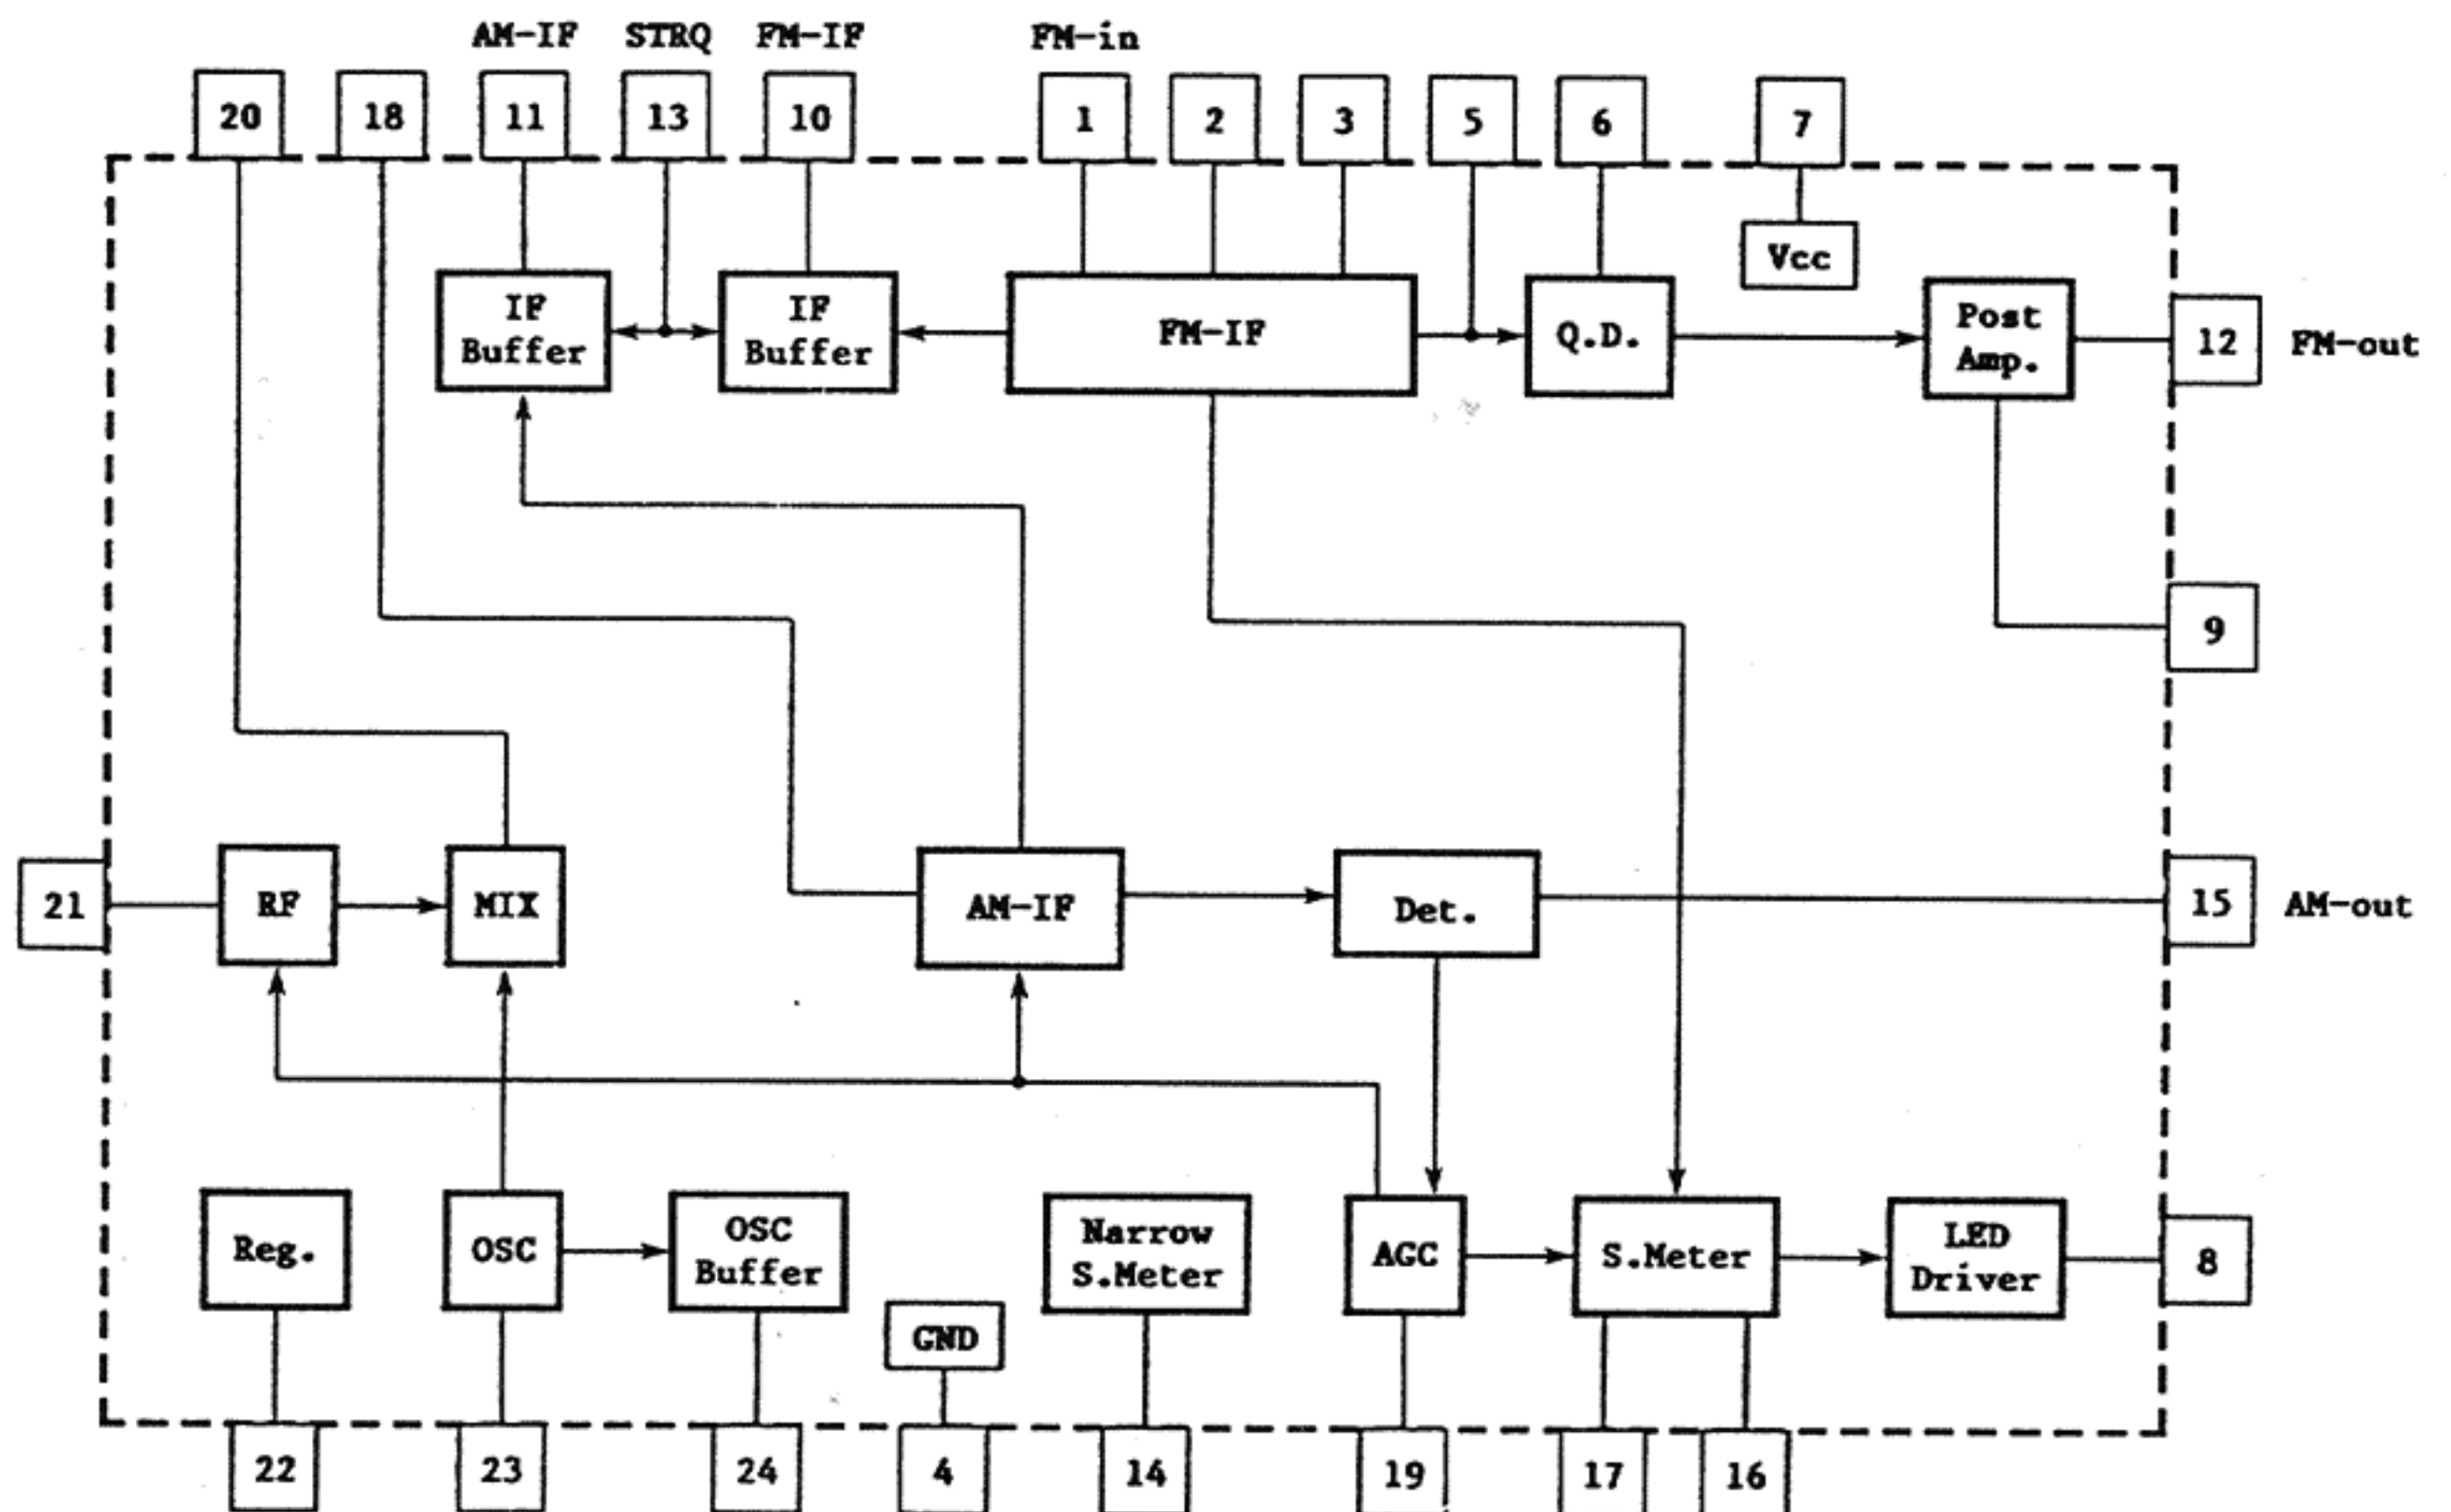 AM-IF STRQ FM-IF FM-in
20 18 11 13 10 1 2 3 5 6 7
Vcc
IF
Buffer
IF
Buffer
FM-IF
Q.D.
Post
Amp.
12 FM-out
9
21
RF
MIX
AM-IF
Det.
15 AM-out
Reg.
OSC
OSC
Buffer
GND
Narrow
S.Meter
AGC
S.Meter
LED
Driver
8
22 23 24 4 14 19 17 16